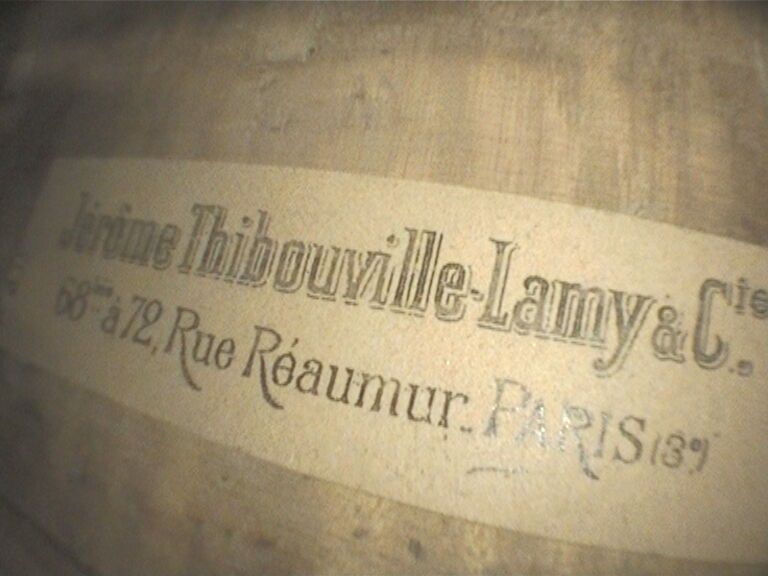 Jérôme Thibouville-Lamy & Cie.
68bis à 72, Rue Réaumur. PARIS (3e)